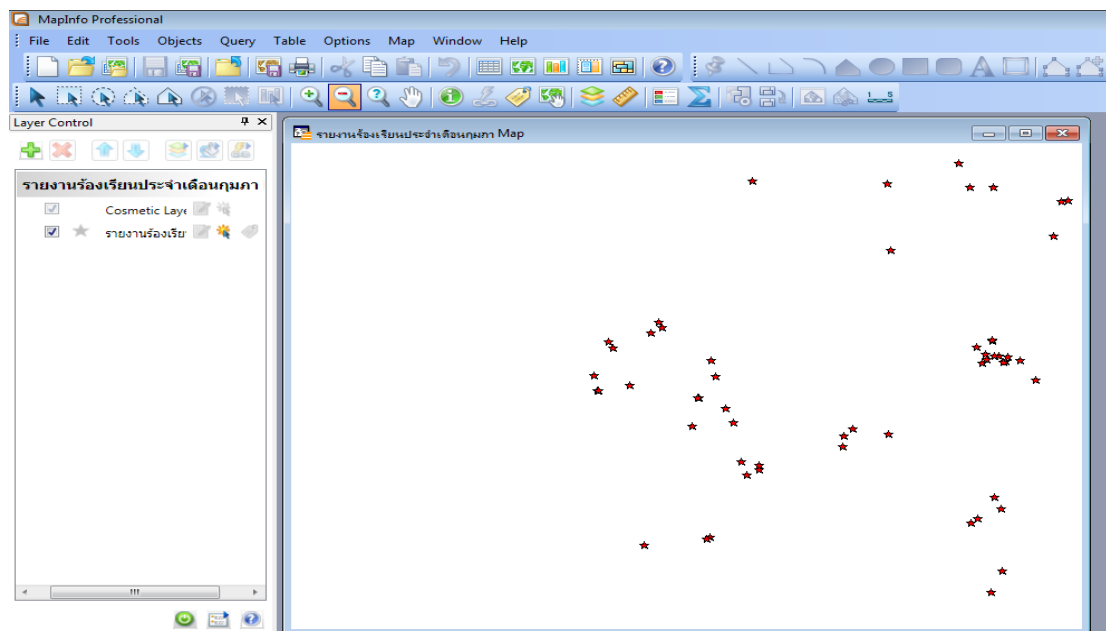 MapInfo Professional
File Edit Tools Objects Query Table Options Map Window Help
Layer Control
รายงานร้องเรียนประจำเดือนกุมภา Map
รายงานร้องเรียนประจำเดือนกุมภา
Cosmetic Laye
รายงานร้องเรีย